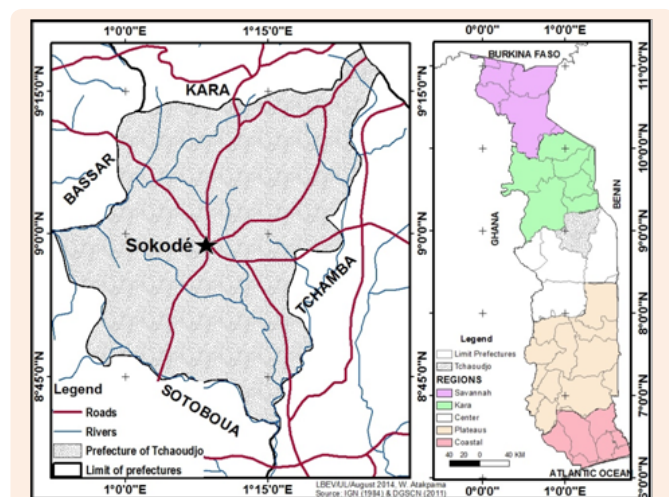 1°0'0"E 1°15'0"E
KARA
BASSAR
Sokodé
TCHAMBA
SOTOBOUA
9°15'0"N
9°0'0"N
8°45'0"N
Legend
Roads
Rivers
Prefecture of Tchaoudjo
Limit of prefectures
1°0'0"E 1°15'0"E
LBEV/UL/August 2014, W. Atakpama
Source: IGN (1984) & DGSCN (2011)
0°0'0" 1°0'0"E
BURKINA FASO
GHANA
BENIN
11°0'0"N
10°0'0"N
9°0'0"N
8°0'0"N
7°0'0"N
Legend
Limit Prefectures
Tchaoudjo
REGIONS
Savannah
Kara
Center
Plateaus
Coastal
40 20 0 40 KM
ATLANTIC OCEAN
0°0'0" 1°0'0"E